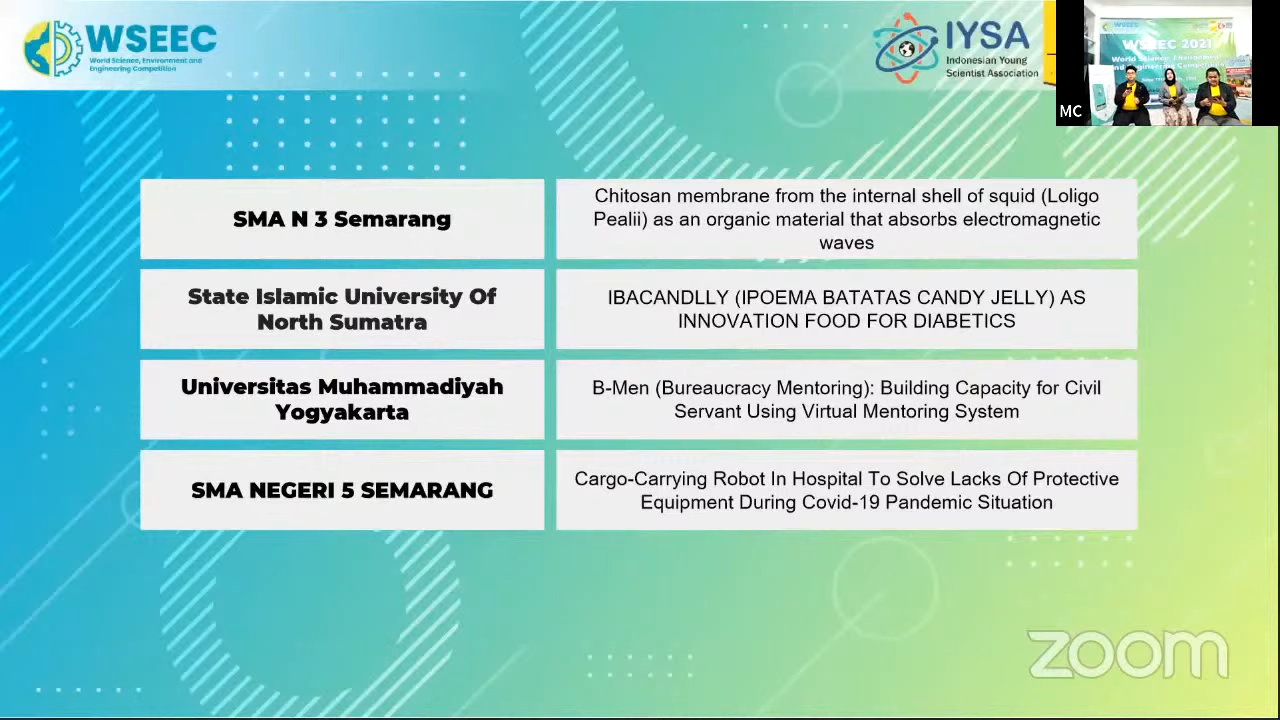 WSEEC
World Science, Environment and
Engineering Competition
IYSA
Indonesian Young
Scientist Association
WSEEC 2021
MC
SMA N 3 Semarang
Chitosan membrane from the internal shell of squid (Loligo
Pealii) as an organic material that absorbs electromagnetic
waves
State Islamic University Of
North Sumatra
IBACANDLLY (IPOEMA BATATAS CANDY JELLY) AS
INNOVATION FOOD FOR DIABETICS
Universitas Muhammadiyah
Yogyakarta
B-Men (Bureaucracy Mentoring): Building Capacity for Civil
Servant Using Virtual Mentoring System
SMA NEGERI 5 SEMARANG
Cargo-Carrying Robot In Hospital To Solve Lacks Of Protective
Equipment During Covid-19 Pandemic Situation
zoom